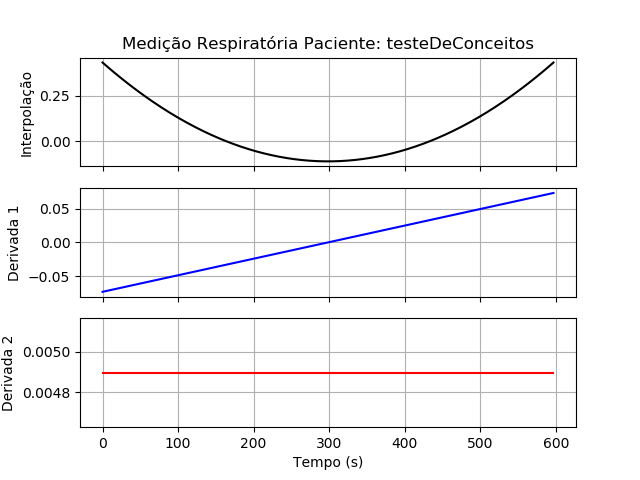 Medição Respiratória Paciente: testeDeConceitos
Interpolação
0.25
0.00
Derivada 1
0.05
0.00
−0.05
Derivada 2
0.0050
0.0048
0 100 200 300 400 500 600
Tempo (s)